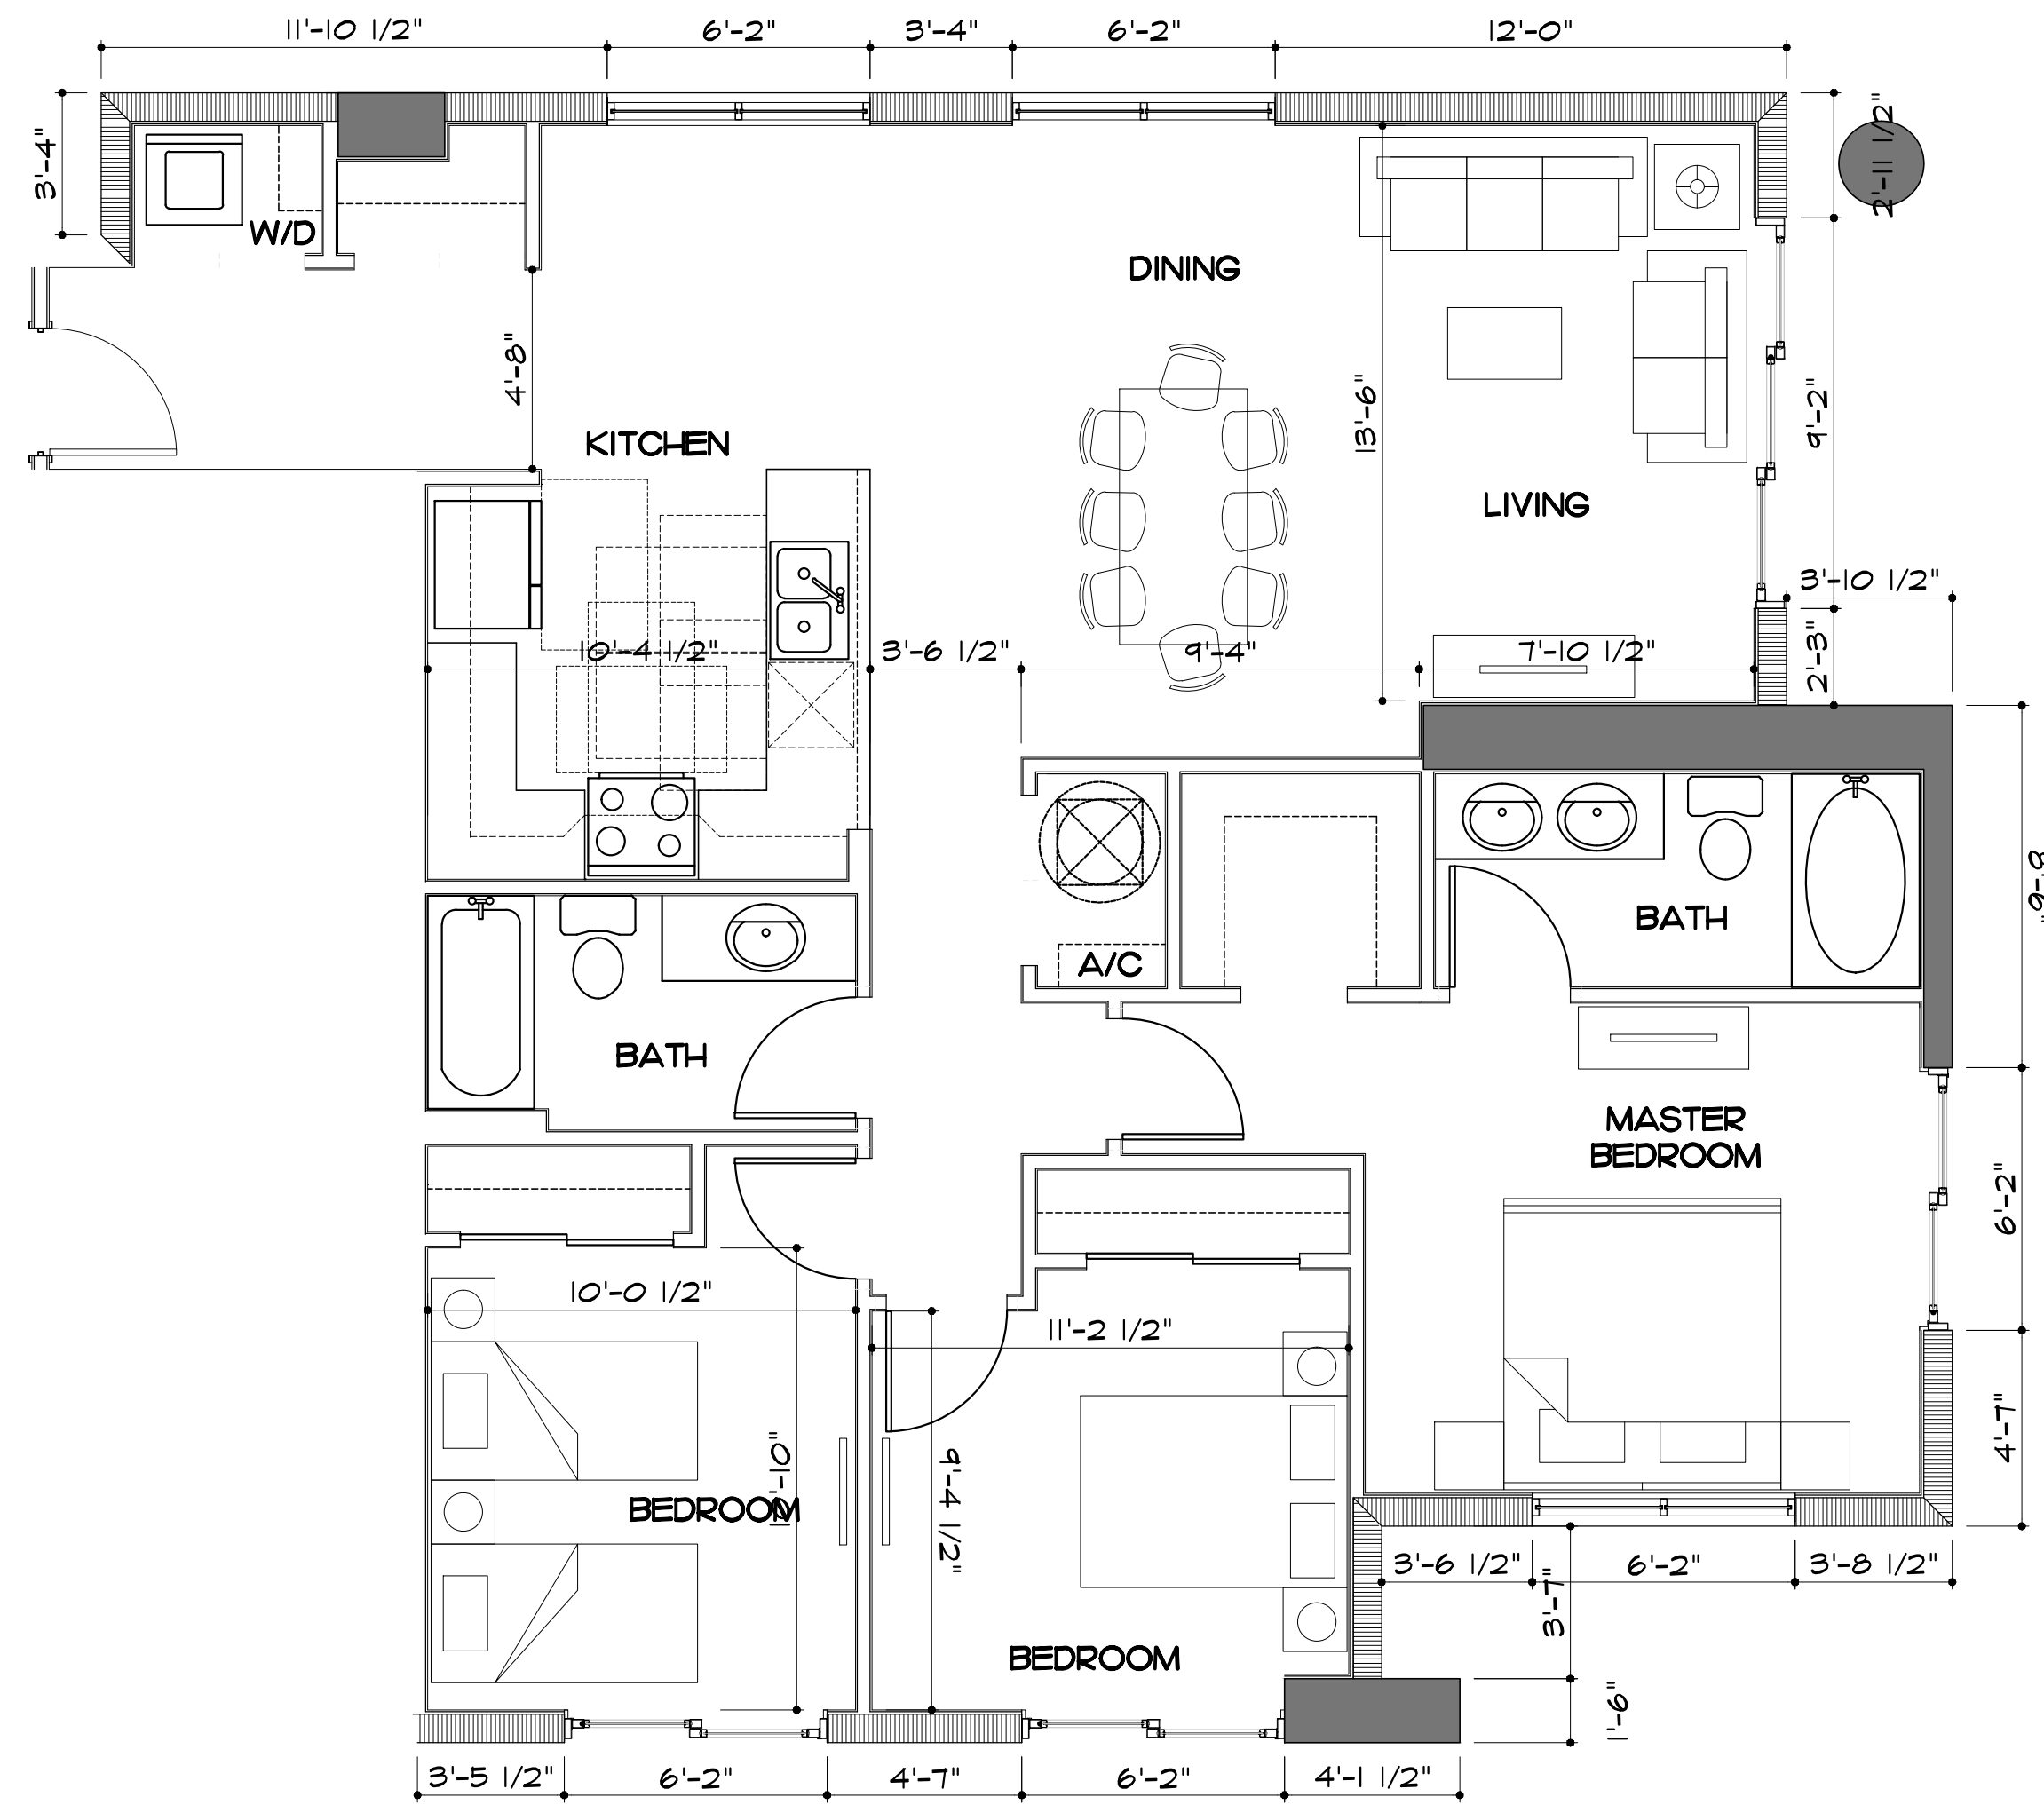 11'-10 1/2" 6'-2" 3'-4" 6'-2" 12'-0"
3'-4"
2'-11 1/2"
W/D
DINING
4'-8"
13'-6"
9'-2"
KITCHEN
LIVING
3'-10 1/2"
10'-4 1/2" 3'-6 1/2" 9'-4" 7'-10 1/2"
2'-3"
BATH
A/C
BATH
MASTER
BEDROOM
6'-2"
10'-0 1/2"
11'-2 1/2"
4'-7"
9'-4 1/2"
BEDROOM
3'-6 1/2" 6'-2" 3'-8 1/2"
3'-7"
BEDROOM
1'-6"
3'-5 1/2" 6'-2" 4'-7" 6'-2" 4'-1 1/2"